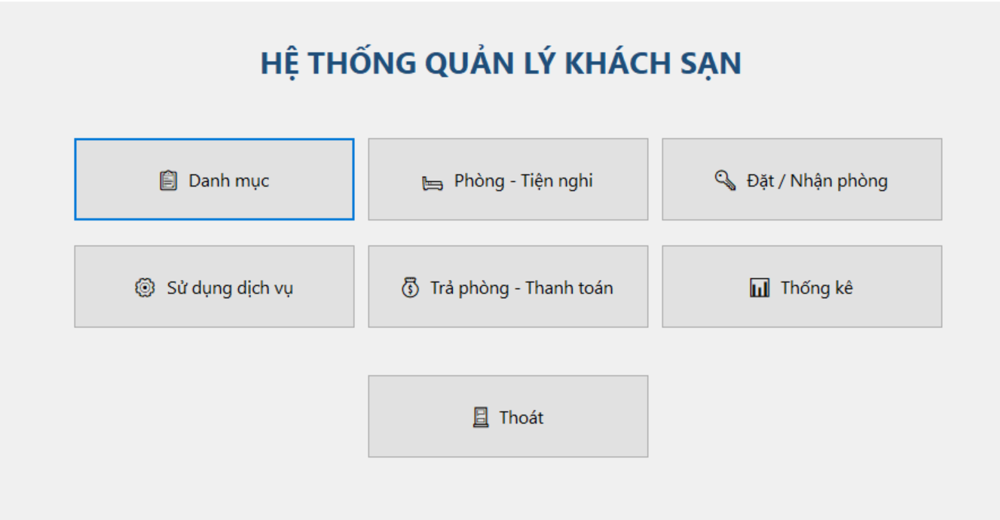 HỆ THỐNG QUẢN LÝ KHÁCH SẠN
Danh mục
Phòng - Tiện nghi
Đặt / Nhận phòng
Sử dụng dịch vụ
Trả phòng - Thanh toán
Thống kê
Thoát